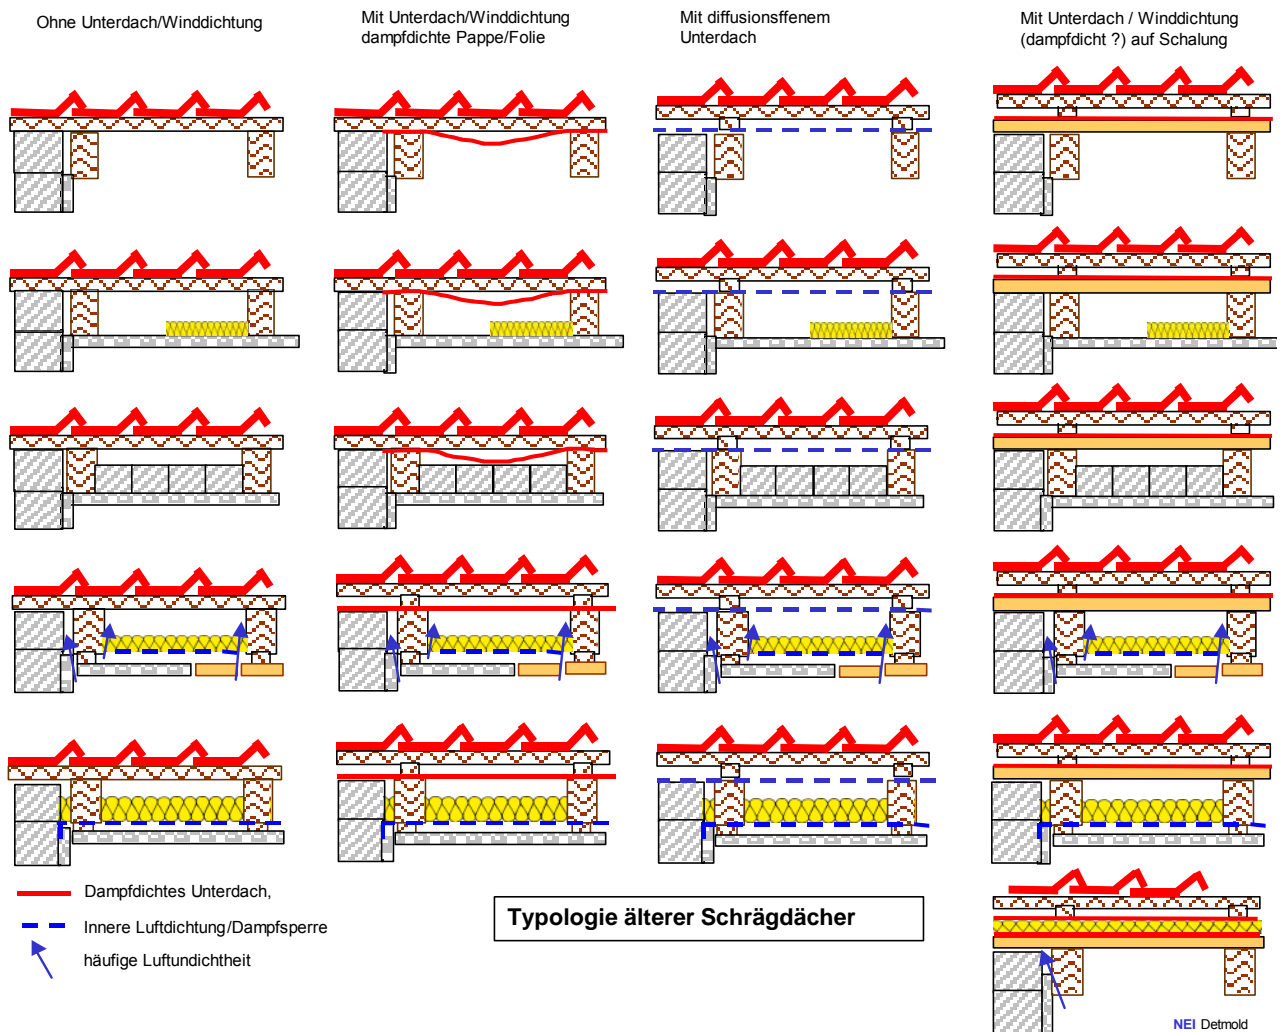 Ohne Unterdach/Winddichtung
Mit Unterdach/Winddichtung
dampfdichte Pappe/Folie
Mit diffusionsffenem
Unterdach
Mit Unterdach / Winddichtung
(dampfdicht ?) auf Schalung
Dampfdichtes Unterdach,
Innere Luftdichtung/Dampfsperre
häufige Luftundichtheit
Typologie älterer Schrägdächer
NEI Detmold